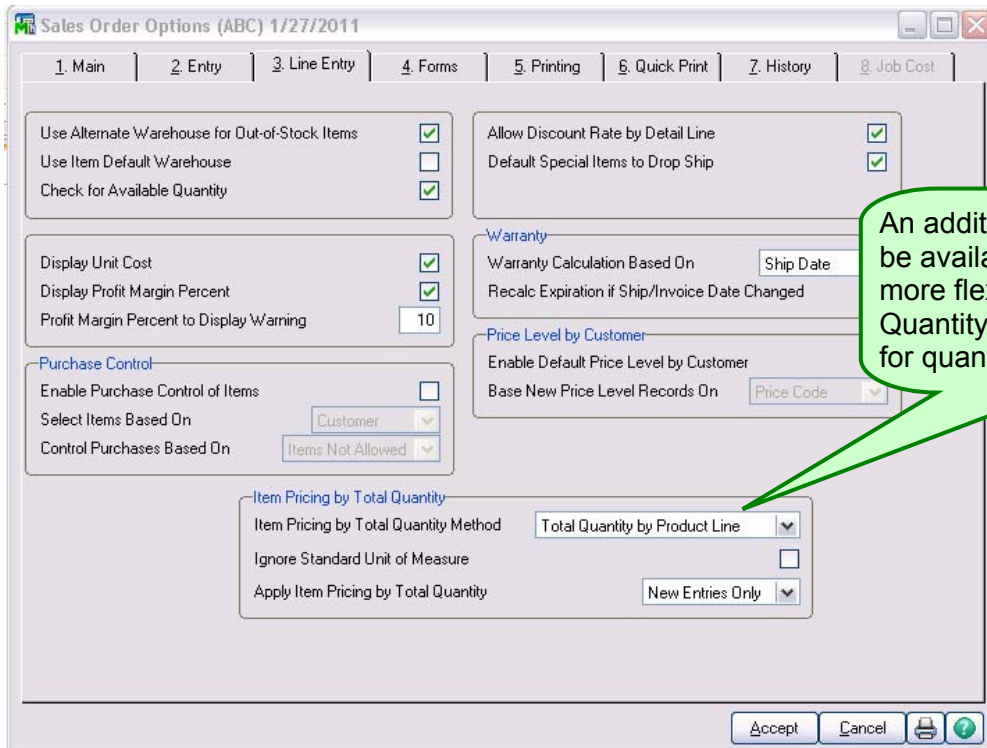 Sales Order Options (ABC) 1/27/2011
1. Main
2. Entry
3. Line Entry
4. Forms
5. Printing
6. Quick Print
7. History
8. Job Cost
Use Alternate Warehouse for Out-of-Stock Items
Use Item Default Warehouse
Check for Available Quantity
Allow Discount Rate by Detail Line
Default Special Items to Drop Ship
Display Unit Cost
Display Profit Margin Percent
Profit Margin Percent to Display Warning 10
Warranty
Warranty Calculation Based On Ship Date
Recalc Expiration if Ship/Invoice Date Changed
An addit
be availa
more fle
Quantity
for quan
Purchase Control
Enable Purchase Control of Items
Select Items Based On Customer
Control Purchases Based On Items Not Allowed
Price Level by Customer
Enable Default Price Level by Customer
Base New Price Level Records On Price Code
Item Pricing by Total Quantity
Item Pricing by Total Quantity Method Total Quantity by Product Line
Ignore Standard Unit of Measure
Apply Item Pricing by Total Quantity New Entries Only
Accept
Cancel